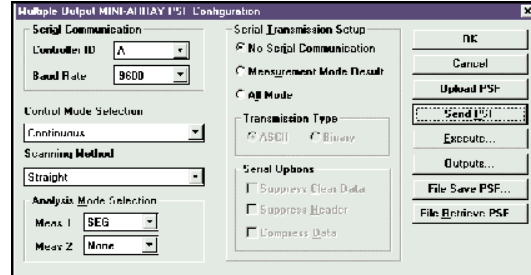 Multiple Output MINI-ARRAY PSF Configuration
Serial Communication
Controller ID
A
Baud Rate
9600
Control Mode Selection
Continuous
Scanning Method
Straight
Analysis Mode Selection
Meas 1
SEG
Meas 2
None
Serial Transmission Setup
No Serial Communication
Measurement Mode Result
All Mode
Transmission Type
ASCII
Binary
Serial Options
Suppress Clear Data
Suppress Header
Compress Data
OK
Cancel
Upload PSF
Send PSF
Execute...
Outputs...
File Save PSF...
File Retrieve PSF